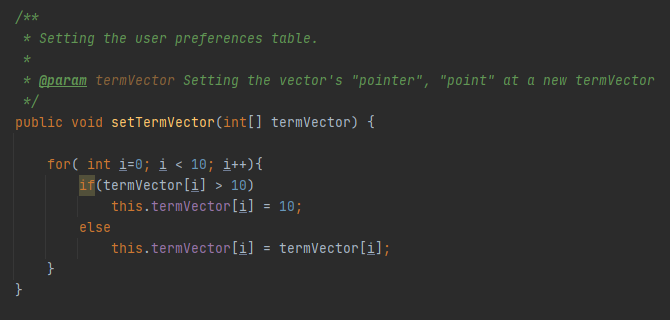 /**
 * Setting the user preferences table.
 *
 * @param termVector Setting the vector's "pointer", "point" at a new termVector
 */
public void setTermVector(int[] termVector) {

    for( int i=0; i < 10; i++){
        if(termVector[i] > 10)
            this.termVector[i] = 10;
        else
            this.termVector[i] = termVector[i];
    }
}